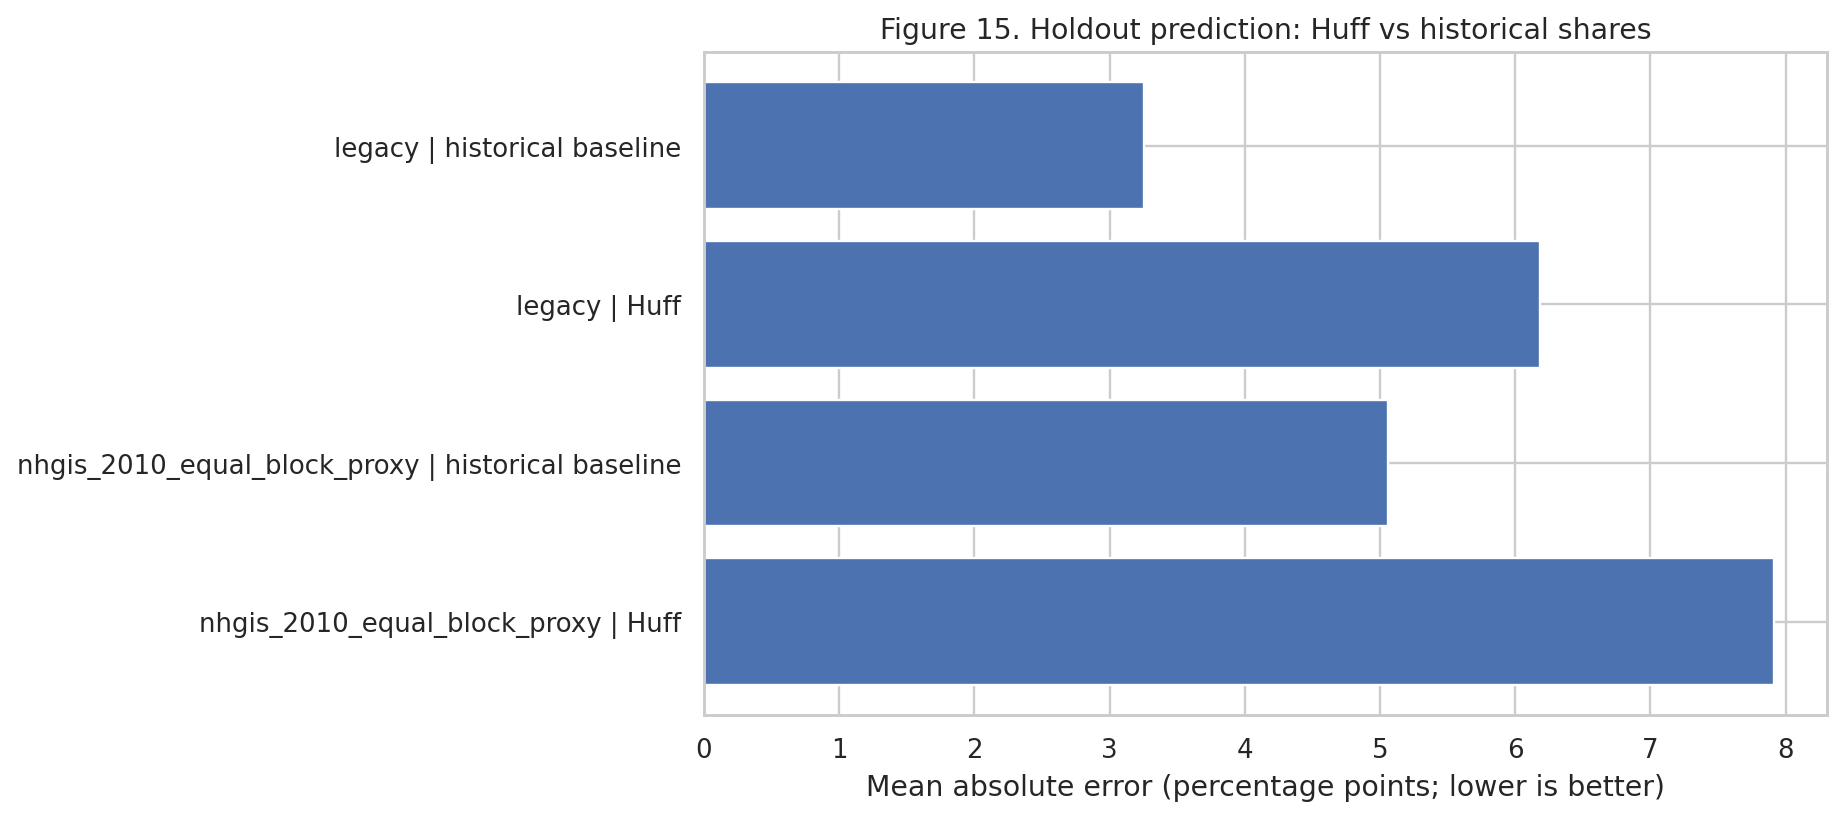 Figure 15. Holdout prediction: Huff vs historical shares
legacy | historical baseline
legacy | Huff
nhgis_2010_equal_block_proxy | historical baseline
nhgis_2010_equal_block_proxy | Huff
0 1 2 3 4 5 6 7 8
Mean absolute error (percentage points; lower is better)